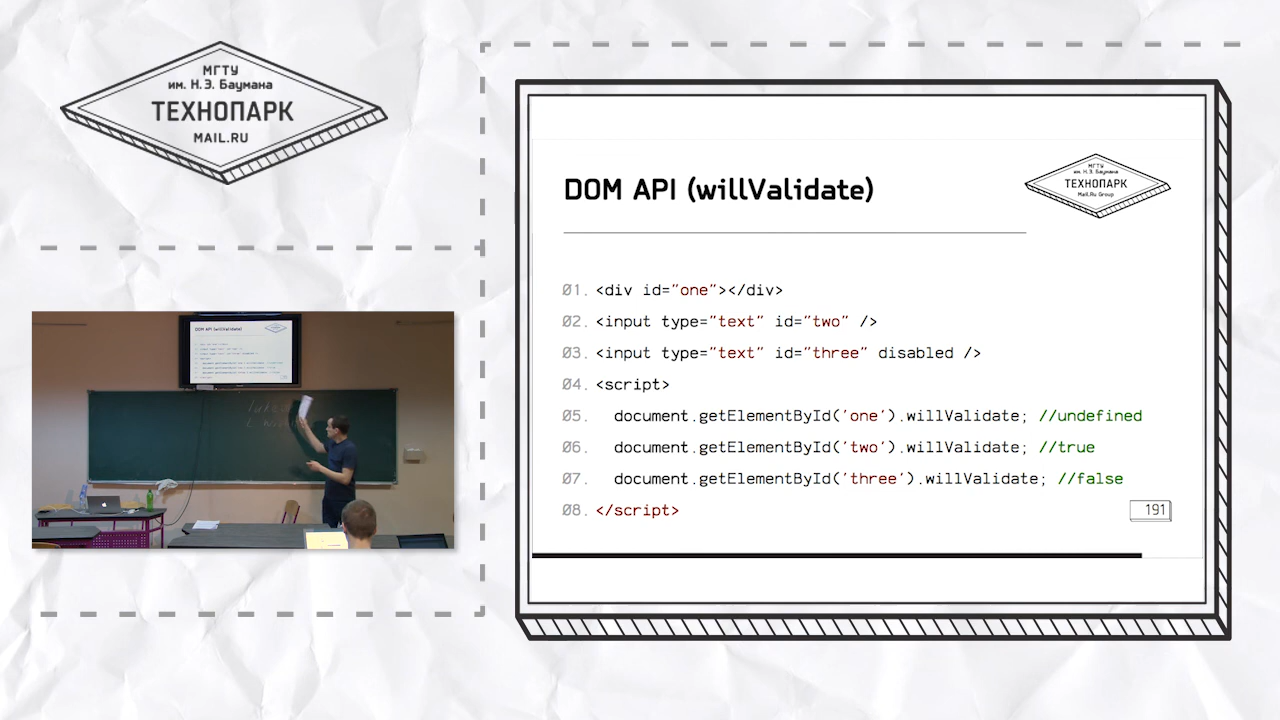 МГТУ
им. Н.Э. Баумана
ТЕХНОПАРК
MAIL.RU
DOM API (willValidate)
МГТУ
им. Н.Э. Баумана
ТЕХНОПАРК
Mail.Ru Group
01. <div id="one"></div>
02. <input type="text" id="two" />
03. <input type="text" id="three" disabled />
04. <script>
05. document.getElementById('one').willValidate; //undefined
06. document.getElementById('two').willValidate; //true
07. document.getElementById('three').willValidate; //false
08. </script>
191
DOM API (willValidate)